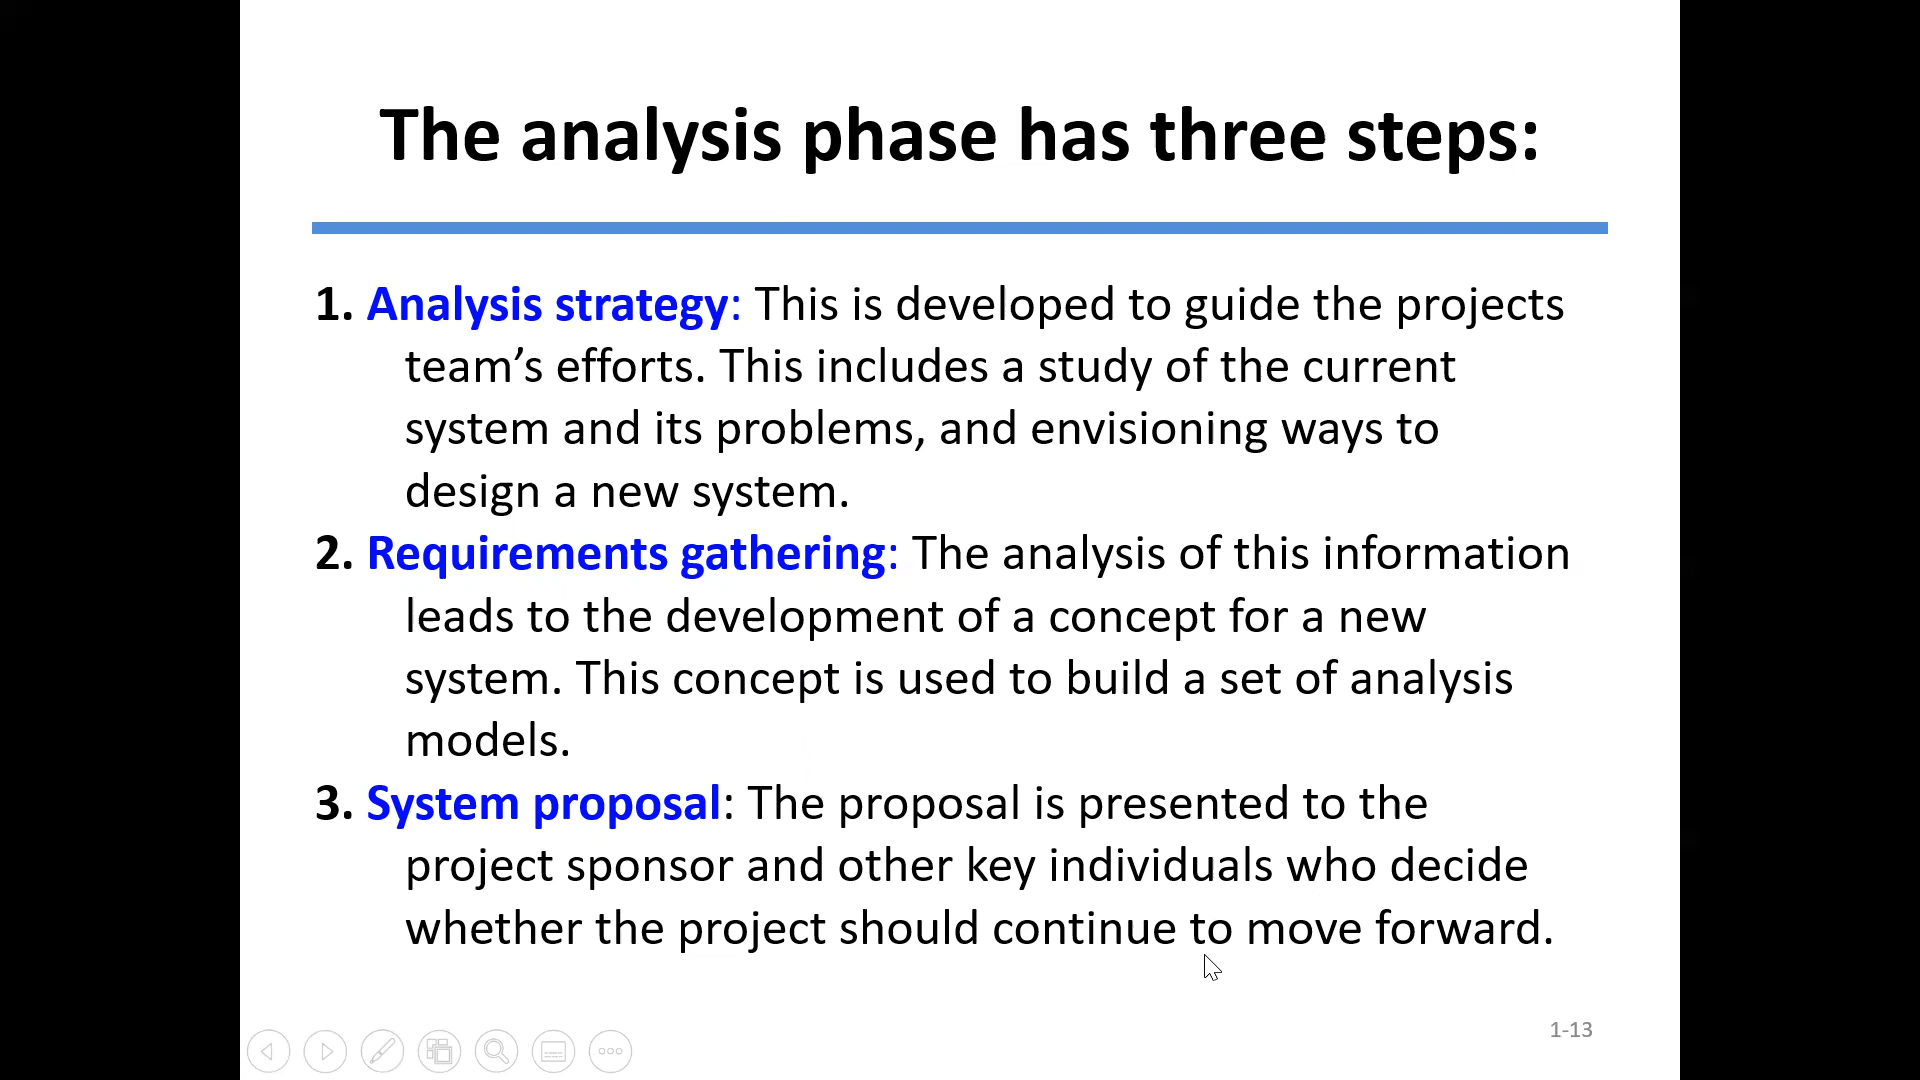 The analysis phase has three steps:
1. Analysis strategy: This is developed to guide the projects
team’s efforts. This includes a study of the current
system and its problems, and envisioning ways to
design a new system.
2. Requirements gathering: The analysis of this information
leads to the development of a concept for a new
system. This concept is used to build a set of analysis
models.
3. System proposal: The proposal is presented to the
project sponsor and other key individuals who decide
whether the project should continue to move forward.
1-13